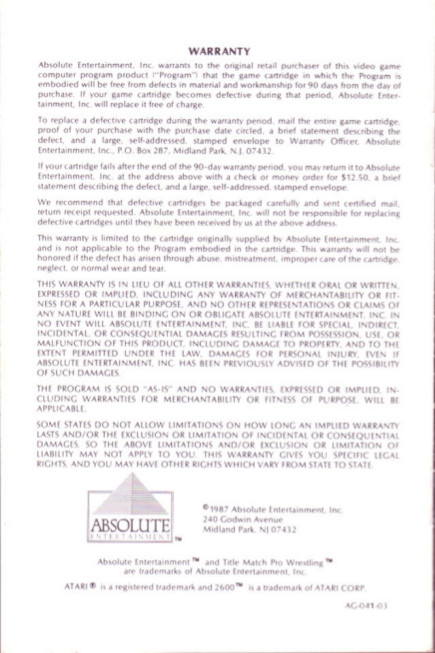 WARRANTY
Absolute Entertainment, Inc. warrants to the original retail purchaser of this video game
computer program product ("Program") that the game cartridge in which the Program is
embodied will be free from defects in material and workmanship for 90 days from the day of
purchase. If your game cartridge becomes defective during that period, Absolute Enter-
tainment, Inc. will replace it free of charge.
To replace a defective cartridge during the warranty period, mail the entire game cartridge,
proof of your purchase with the purchase date circled, a brief statement describing the
defect, and a large, self-addressed, stamped envelope to Warranty Officer, Absolute
Entertainment, Inc., P.O. Box 287, Midland Park, N.J. 07432.
If your cartridge fails after the end of the 90-day warranty period, you may return it to Absolute
Entertainment, Inc. at the address above with a check or money order for $12.50, a brief
statement describing the defect, and a large, self-addressed, stamped envelope.
We recommend that defective cartridges be packaged carefully and sent certified mail,
return receipt requested. Absolute Entertainment, Inc. will not be responsible for replacing
defective cartridges until they have been received by us at the above address.
This warranty is limited to the cartridge originally supplied by Absolute Entertainment, Inc.
and is not applicable to the Program embodied in the cartridge. This warranty will not be
honored if the defect has arisen through abuse, mistreatment, improper care of the cartridge,
neglect, or normal wear and tear.
THIS WARRANTY IS IN LIEU OF ALL OTHER WARRANTIES, WHETHER ORAL OR WRITTEN,
EXPRESSED OR IMPLIED, INCLUDING ANY WARRANTY OF MERCHANTABILITY OR FIT-
NESS FOR A PARTICULAR PURPOSE, AND NO OTHER REPRESENTATIONS OR CLAIMS OF
ANY NATURE WILL BE BINDING ON OR OBLIGATE ABSOLUTE ENTERTAINMENT, INC. IN
NO EVENT WILL ABSOLUTE ENTERTAINMENT, INC. BE LIABLE FOR SPECIAL, INDIRECT,
INCIDENTAL, OR CONSEQUENTIAL DAMAGES RESULTING FROM POSSESSION, USE, OR
MALFUNCTION OF THIS PRODUCT, INCLUDING DAMAGE TO PROPERTY, AND TO THE
EXTENT PERMITTED UNDER THE LAW, DAMAGES FOR PERSONAL INJURY, EVEN IF
ABSOLUTE ENTERTAINMENT, INC. HAS BEEN PREVIOUSLY ADVISED OF THE POSSIBILITY
OF SUCH DAMAGES.
THE PROGRAM IS SOLD "AS-IS" AND NO WARRANTIES, EXPRESSED OR IMPLIED, IN-
CLUDING WARRANTIES FOR MERCHANTABILITY OR FITNESS OF PURPOSE, WILL BE
APPLICABLE.
SOME STATES DO NOT ALLOW LIMITATIONS ON HOW LONG AN IMPLIED WARRANTY
LASTS AND/OR THE EXCLUSION OR LIMITATION OF INCIDENTAL OR CONSEQUENTIAL
DAMAGES, SO THE ABOVE LIMITATIONS AND/OR EXCLUSION OR LIMITATION OF
LIABILITY MAY NOT APPLY TO YOU. THIS WARRANTY GIVES YOU SPECIFIC LEGAL
RIGHTS, AND YOU MAY HAVE OTHER RIGHTS WHICH VARY FROM STATE TO STATE.
ABSOLUTE
ENTERTAINMENT™
©1987 Absolute Entertainment, Inc.
240 Godwin Avenue
Midland Park, NJ 07432
Absolute Entertainment™ and Title Match Pro Wrestling™
are trademarks of Absolute Entertainment, Inc.
ATARI® is a registered trademark and 2600™ is a trademark of ATARI CORP.
AG-041-03